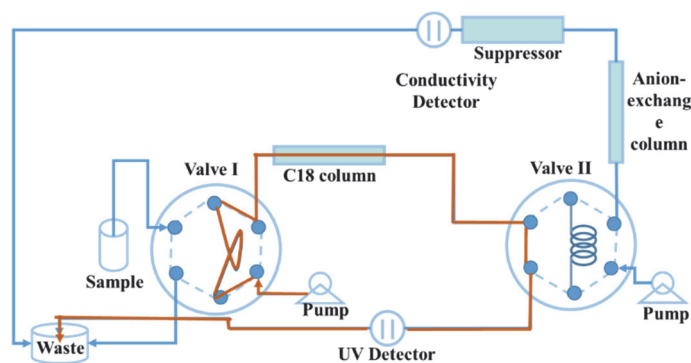 Suppressor
Conductivity
Detector
Anion-
exchang
e
column
Valve I
C18 column
Valve II
Sample
Pump
Pump
Waste
UV Detector